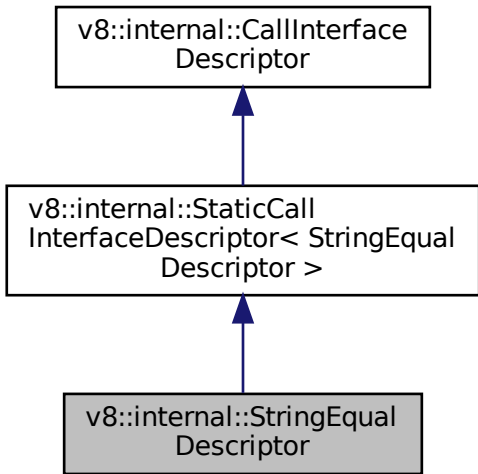 v8::internal::CallInterface
Descriptor
v8::internal::StaticCall
InterfaceDescriptor< StringEqual
Descriptor >
v8::internal::StringEqual
Descriptor